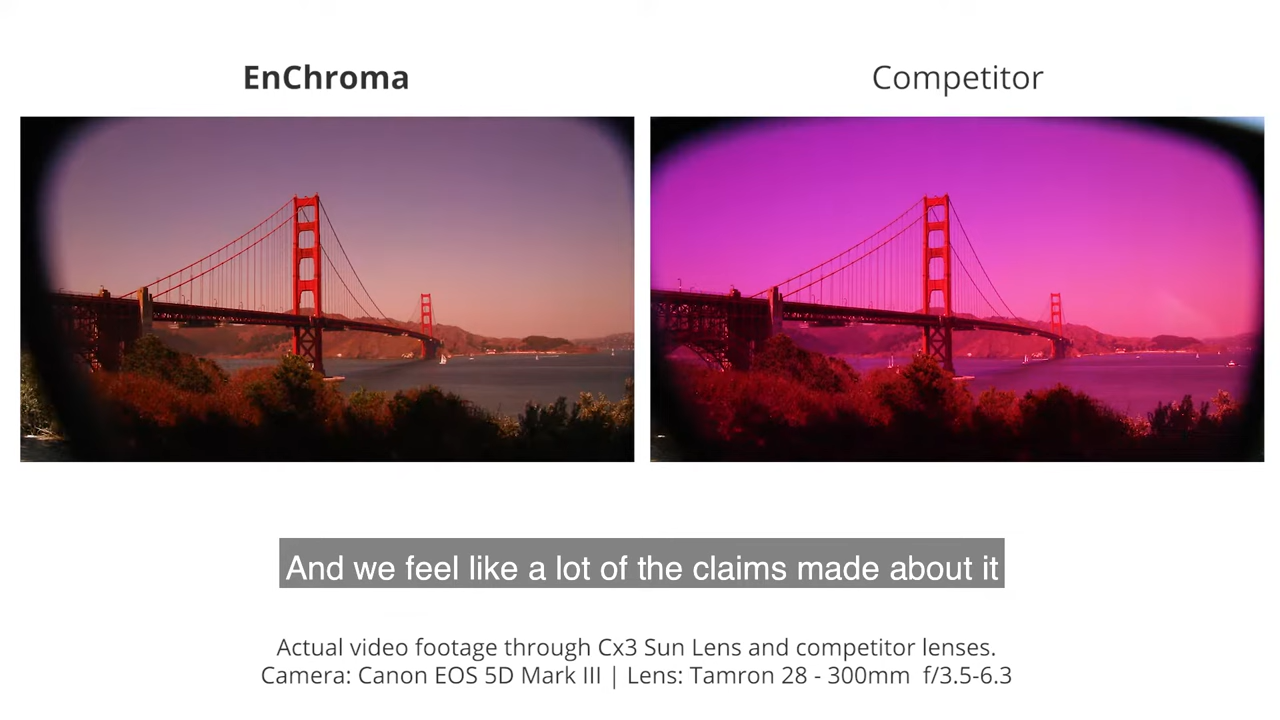 EnChroma
Competitor
And we feel like a lot of the claims made about it
Actual video footage through Cx3 Sun Lens and competitor lenses.
Camera: Canon EOS 5D Mark III | Lens: Tamron 28 - 300mm f/3.5-6.3